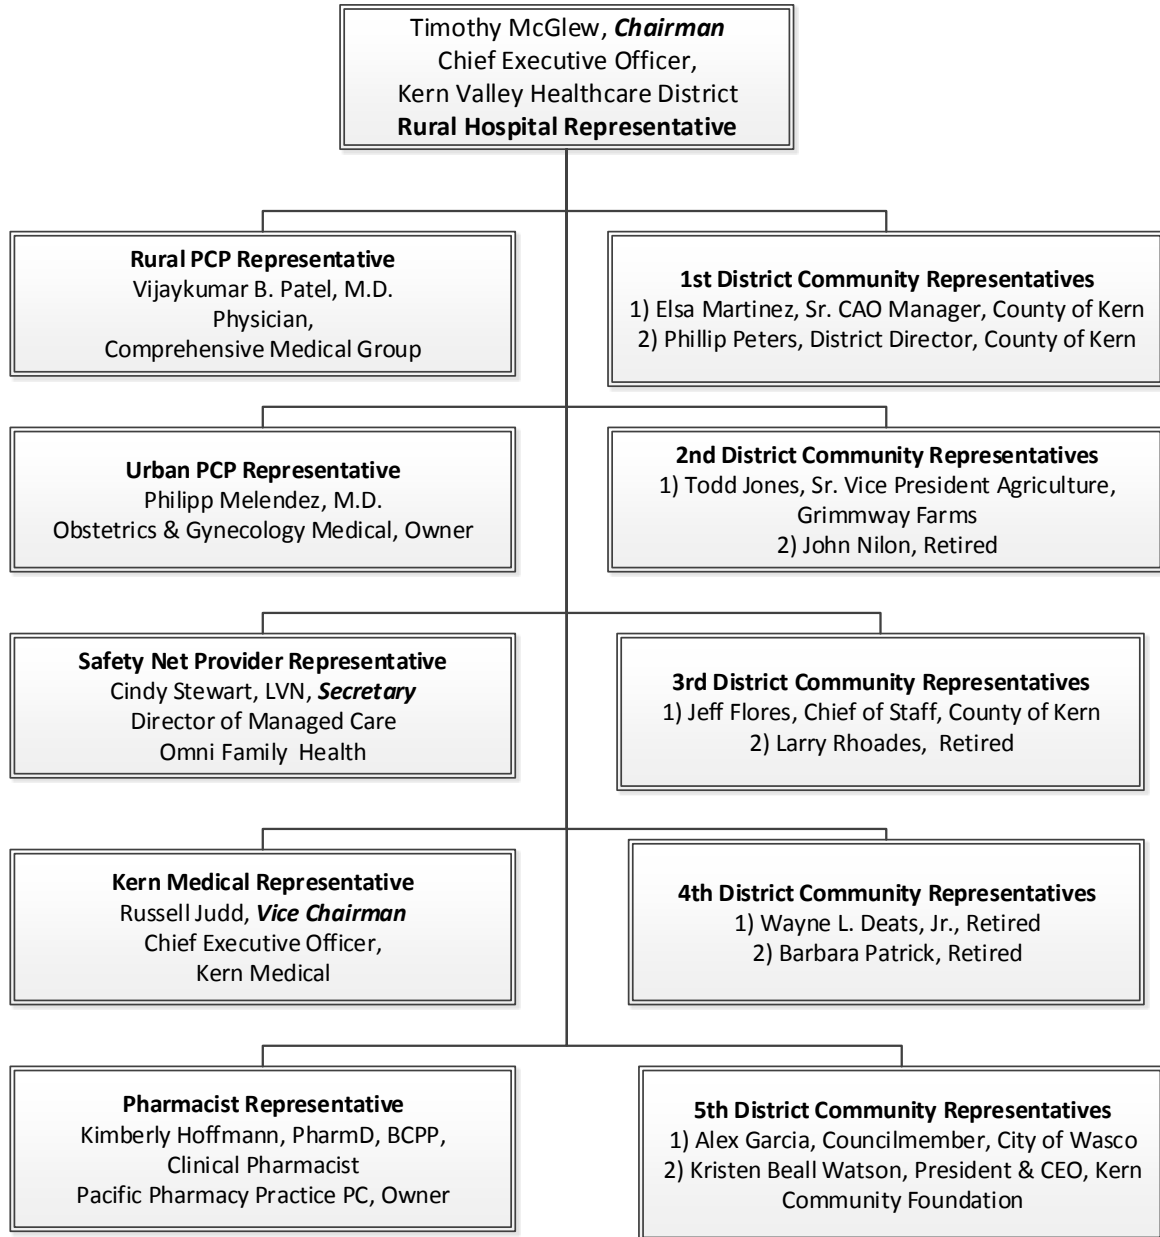 Timothy McGlew, Chairman
Chief Executive Officer,
Kern Valley Healthcare District
Rural Hospital Representative
Rural PCP Representative
Vijaykumar B. Patel, M.D.
Physician,
Comprehensive Medical Group
1st District Community Representatives
1) Elsa Martinez, Sr. CAO Manager, County of Kern
2) Phillip Peters, District Director, County of Kern
Urban PCP Representative
Philipp Melendez, M.D.
Obstetrics & Gynecology Medical, Owner
2nd District Community Representatives
1) Todd Jones, Sr. Vice President Agriculture,
Grimmway Farms
2) John Nilon, Retired
Safety Net Provider Representative
Cindy Stewart, LVN, Secretary
Director of Managed Care
Omni Family Health
3rd District Community Representatives
1) Jeff Flores, Chief of Staff, County of Kern
2) Larry Rhoades, Retired
Kern Medical Representative
Russell Judd, Vice Chairman
Chief Executive Officer,
Kern Medical
4th District Community Representatives
1) Wayne L. Deats, Jr., Retired
2) Barbara Patrick, Retired
Pharmacist Representative
Kimberly Hoffmann, PharmD, BCPP,
Clinical Pharmacist
Pacific Pharmacy Practice PC, Owner
5th District Community Representatives
1) Alex Garcia, Councilmember, City of Wasco
2) Kristen Beall Watson, President & CEO, Kern
Community Foundation